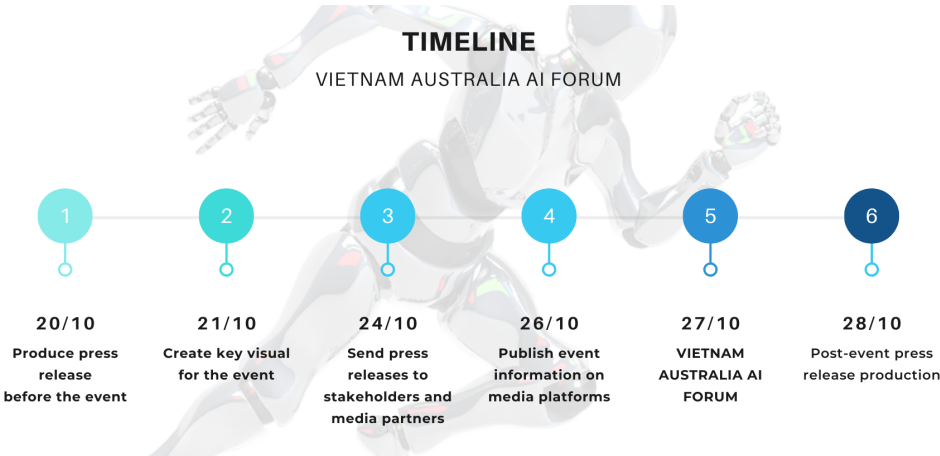 TIMELINE
VIETNAM AUSTRALIA AI FORUM
1
2
3
4
5
6
20/10
Produce press
release
before the event
21/10
Create key visual
for the event
24/10
Send press
releases to
stakeholders and
media partners
26/10
Publish event
information on
media platforms
27/10
VIETNAM
AUSTRALIA AI
FORUM
28/10
Post-event press
release production